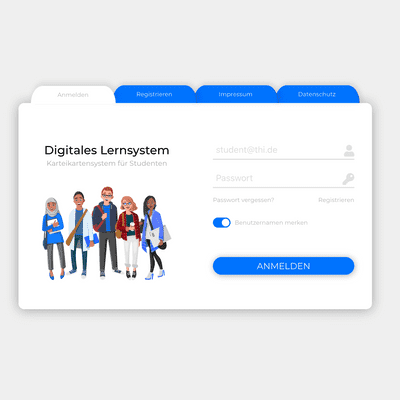 Anmelden
Registrieren
Impressum
Datenschutz
Digitales Lernsystem
Karteikartensystem für Studenten
student@thi.de
Passwort
Passwort vergessen?
Registrieren
Benutzernamen merken
ANMELDEN